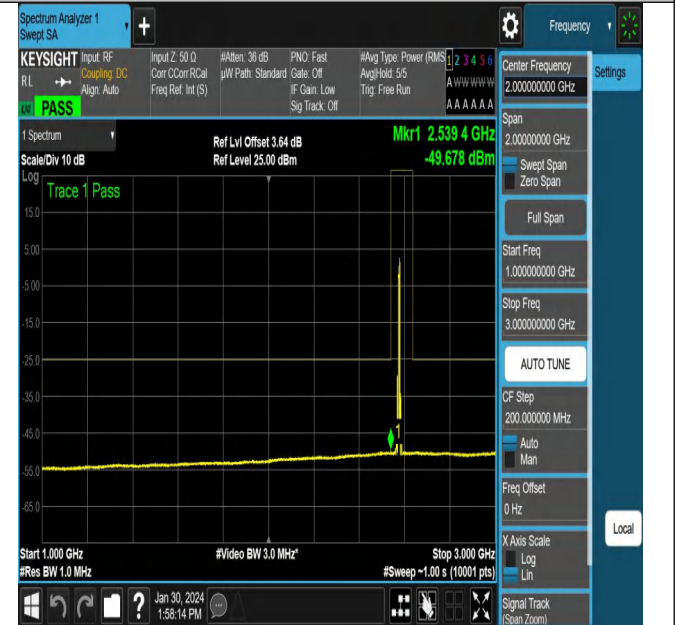 Spectrum Analyzer 1
Swept SA
+
Frequency
KEYSIGHT
RL
LXI PASS
Input: RF
Coupling: DC
Align: Auto
Input Z: 50 Ω
Corr CCorr RCal
Freq Ref: Int (S)
#Atten: 36 dB
µW Path: Standard
PNO: Fast
Gate: Off
IF Gain: Low
Sig Track: Off
#Avg Type: Power (RMS
Avg|Hold: 5/5
Trig: Free Run
1 2 3 4 5 6
A W W W W W
A A A A A A
1 Spectrum
Scale/Div 10 dB
Ref Lvl Offset 3.64 dB
Ref Level 25.00 dBm
Mkr1 2.539 4 GHz
-49.678 dBm
Log
Trace 1 Pass
15.0
5.00
-5.00
-15.0
-25.0
-35.0
-45.0
-55.0
-65.0
1
Start 1.000 GHz
#Res BW 1.0 MHz
#Video BW 3.0 MHz*
Stop 3.000 GHz
#Sweep ~1.00 s (10001 pts)
?
Jan 30, 2024
1:58:14 PM
Center Frequency
2.000000000 GHz
Settings
Span
2.00000000 GHz
Swept Span
Zero Span
Full Span
Start Freq
1.000000000 GHz
Stop Freq
3.000000000 GHz
AUTO TUNE
CF Step
200.000000 MHz
Auto
Man
Freq Offset
0 Hz
X Axis Scale
Log
Lin
Local
Signal Track
(Span Zoom)